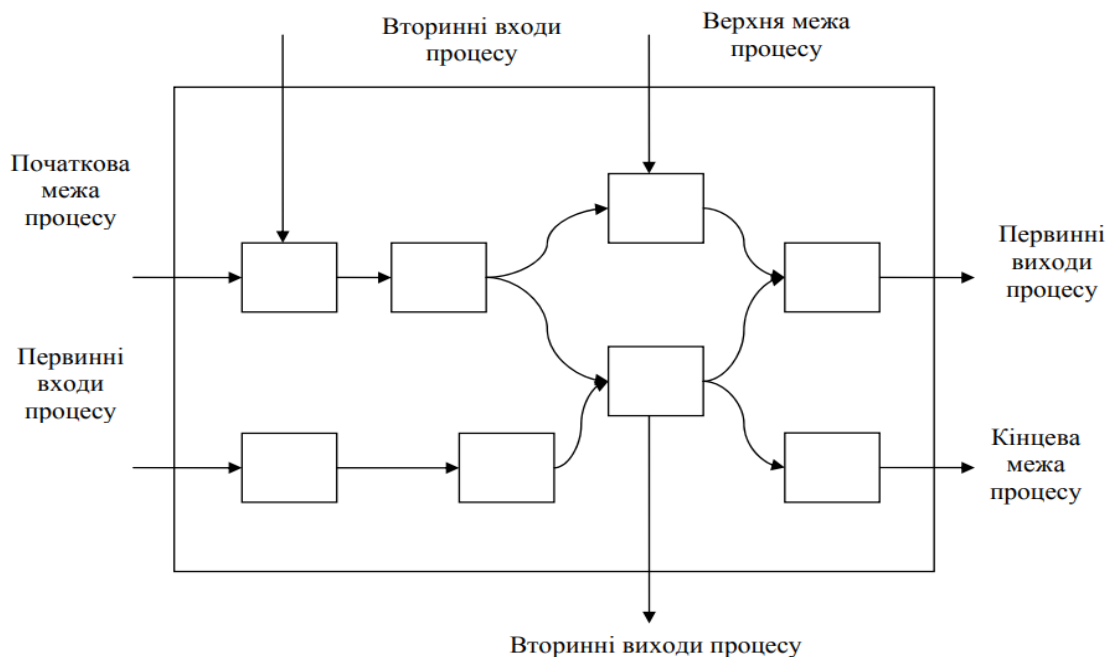 Вторинні входи
процесу
Верхня межа
процесу
Початкова
межа
процесу
Первинні
виходи
процесу
Первинні
входи
процесу
Кінцева
межа
процесу
Вторинні виходи процесу